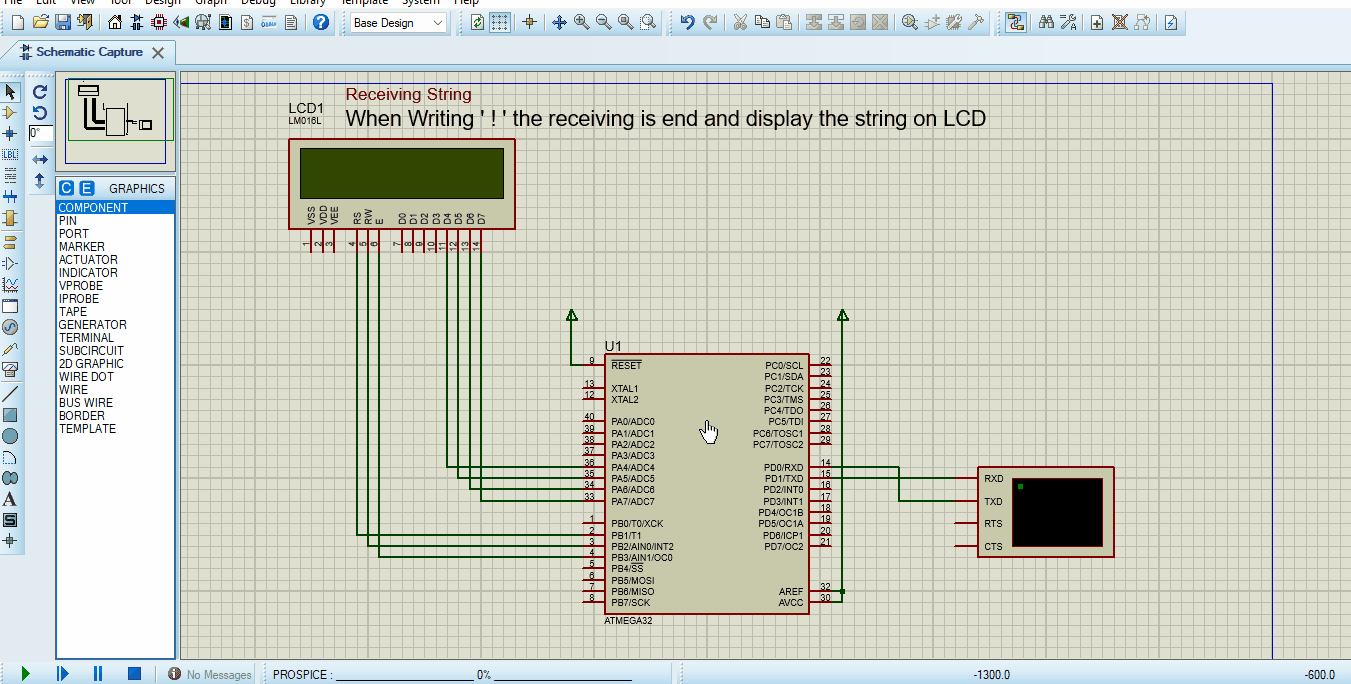 File Edit View Tool Design Graph Debug Library Template System Help
Base Design
Schematic Capture
0°
LBL
C E GRAPHICS
COMPONENT
PIN
PORT
MARKER
ACTUATOR
INDICATOR
VPROBE
IPROBE
TAPE
GENERATOR
TERMINAL
SUBCIRCUIT
2D GRAPHIC
WIRE DOT
WIRE
BUS WIRE
BORDER
TEMPLATE
A
S
Receiving String
LCD1
LM016L
When Writing ' ! ' the receiving is end and display the string on LCD
VSS VDD VEE RS RW E D0 D1 D2 D3 D4 D5 D6 D7
1 2 3 4 5 6 7 8 9 10 11 12 13 14
U1
9 RESET
13 XTAL1
12 XTAL2
40 PA0/ADC0
39 PA1/ADC1
38 PA2/ADC2
37 PA3/ADC3
36 PA4/ADC4
35 PA5/ADC5
34 PA6/ADC6
33 PA7/ADC7
1 PB0/T0/XCK
2 PB1/T1
3 PB2/AIN0/INT2
4 PB3/AIN1/OC0
5 PB4/SS
6 PB5/MOSI
7 PB6/MISO
8 PB7/SCK
PC0/SCL 22
PC1/SDA 23
PC2/TCK 24
PC3/TMS 25
PC4/TDO 26
PC5/TDI 27
PC6/TOSC1 28
PC7/TOSC2 29
PD0/RXD 14
PD1/TXD 15
PD2/INT0 16
PD3/INT1 17
PD4/OC1B 18
PD5/OC1A 19
PD6/ICP1 20
PD7/OC2 21
AREF 32
AVCC 30
ATMEGA32
RXD
TXD
RTS
CTS
No Messages
PROSPICE : 0%
-1300.0
-600.0